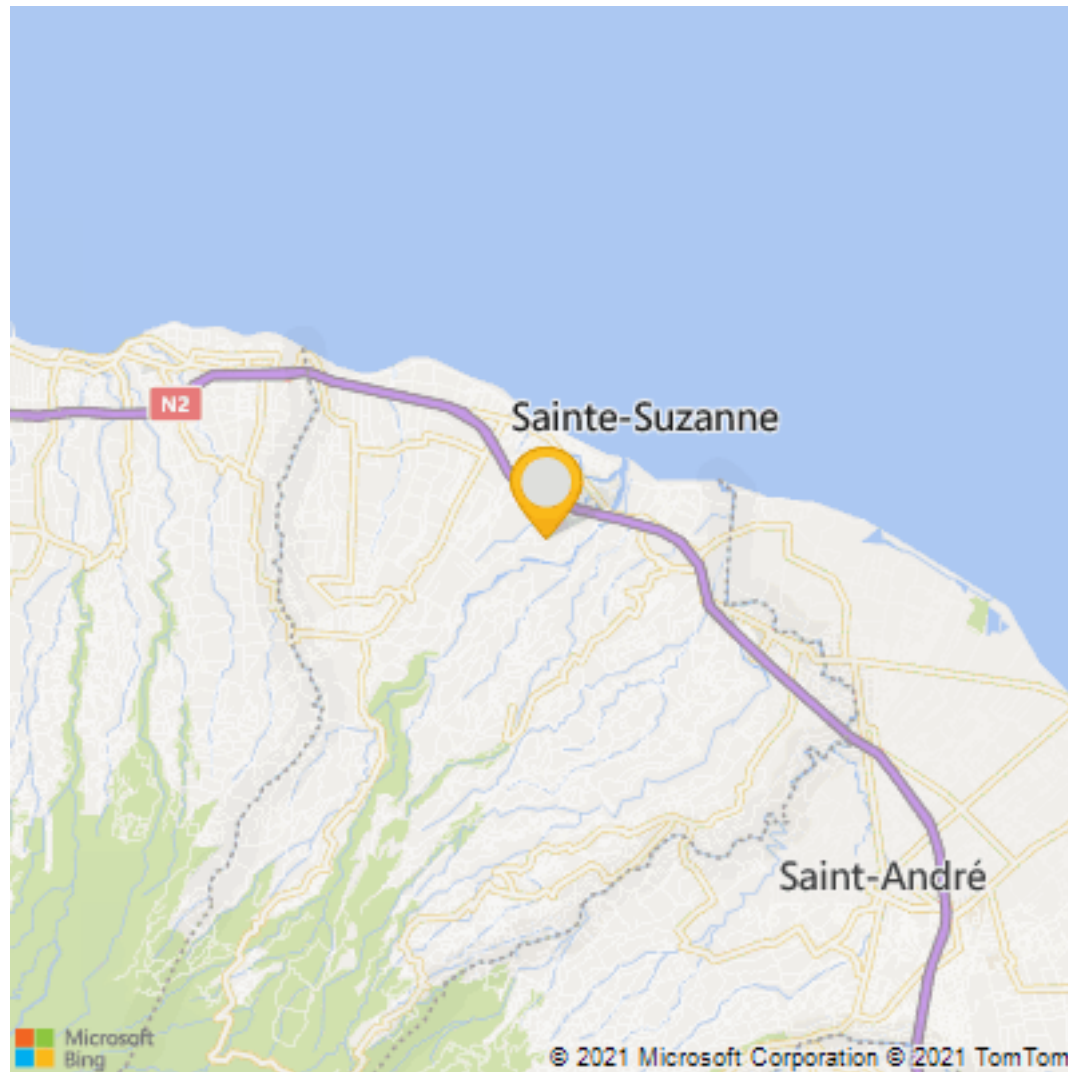 N2
Sainte-Suzanne
Saint-André
Microsoft
Bing
© 2021 Microsoft Corporation © 2021 TomTom